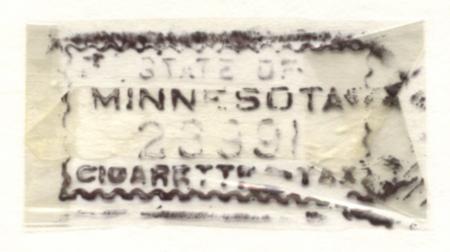 STATE OF
MINNESOTA
23391
CIGARETTE TAX